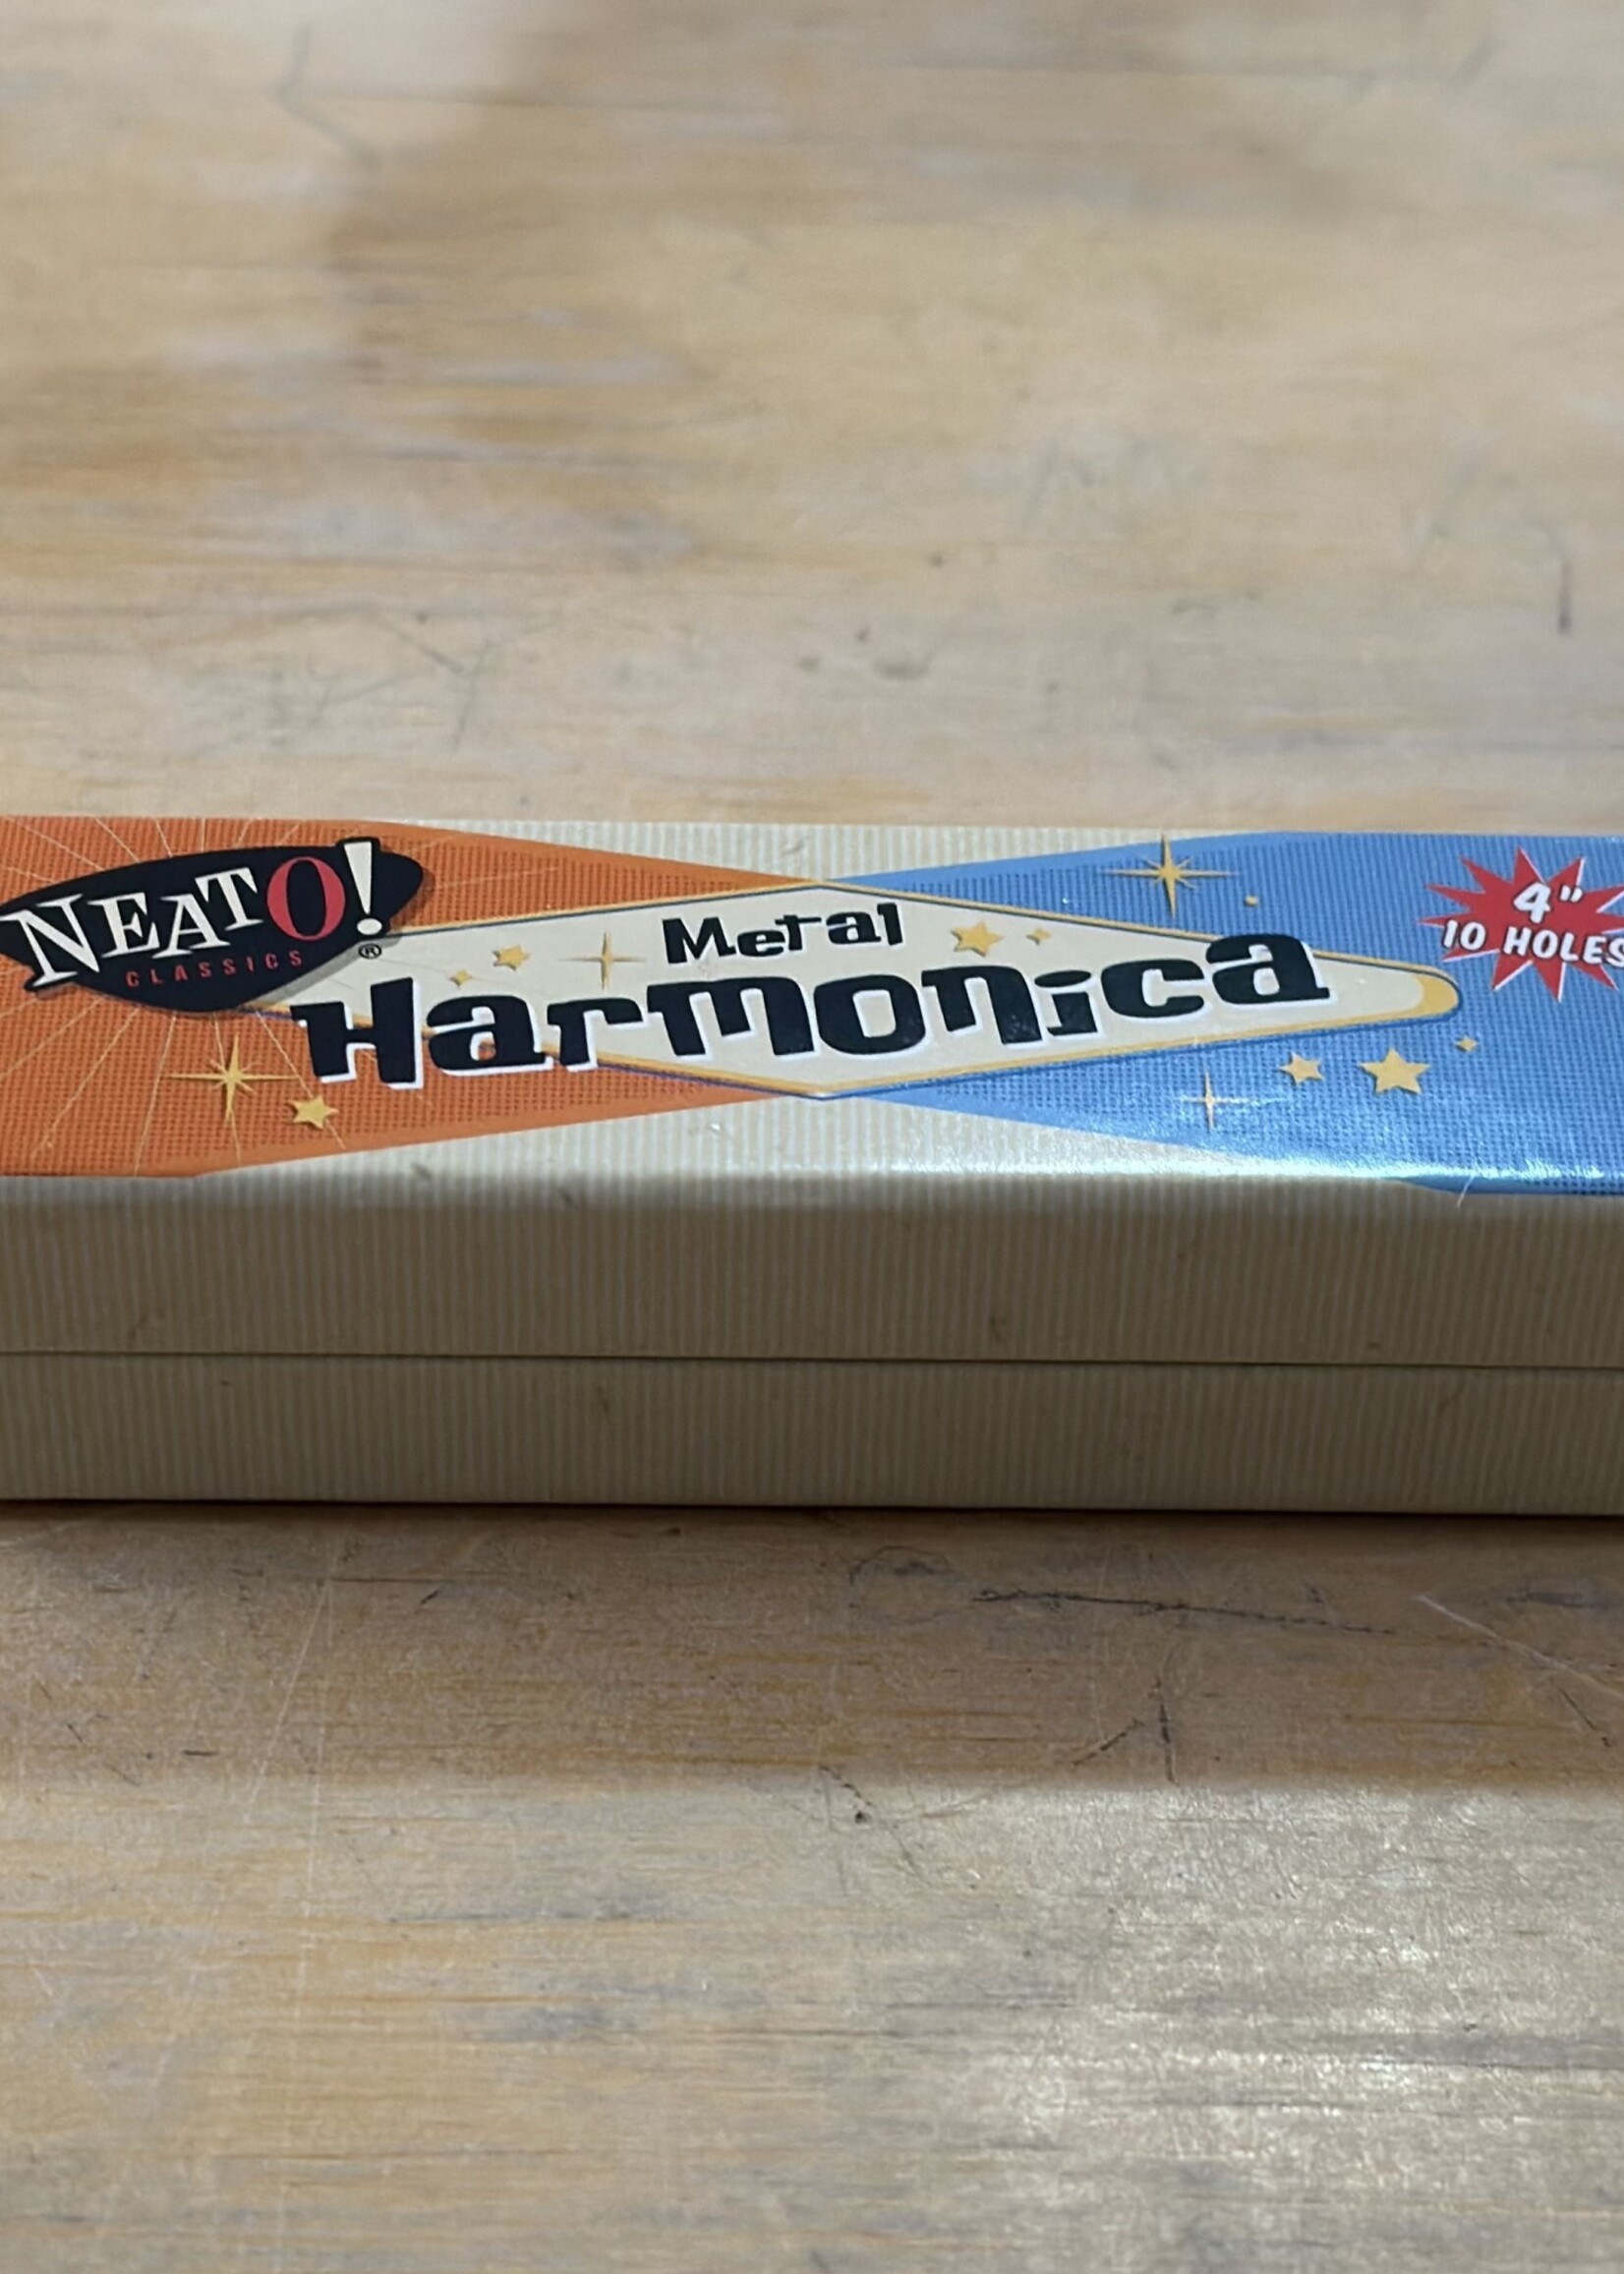 NEATO!
CLASSICS
®
Metal
Harmonica
4"
10 HOLES